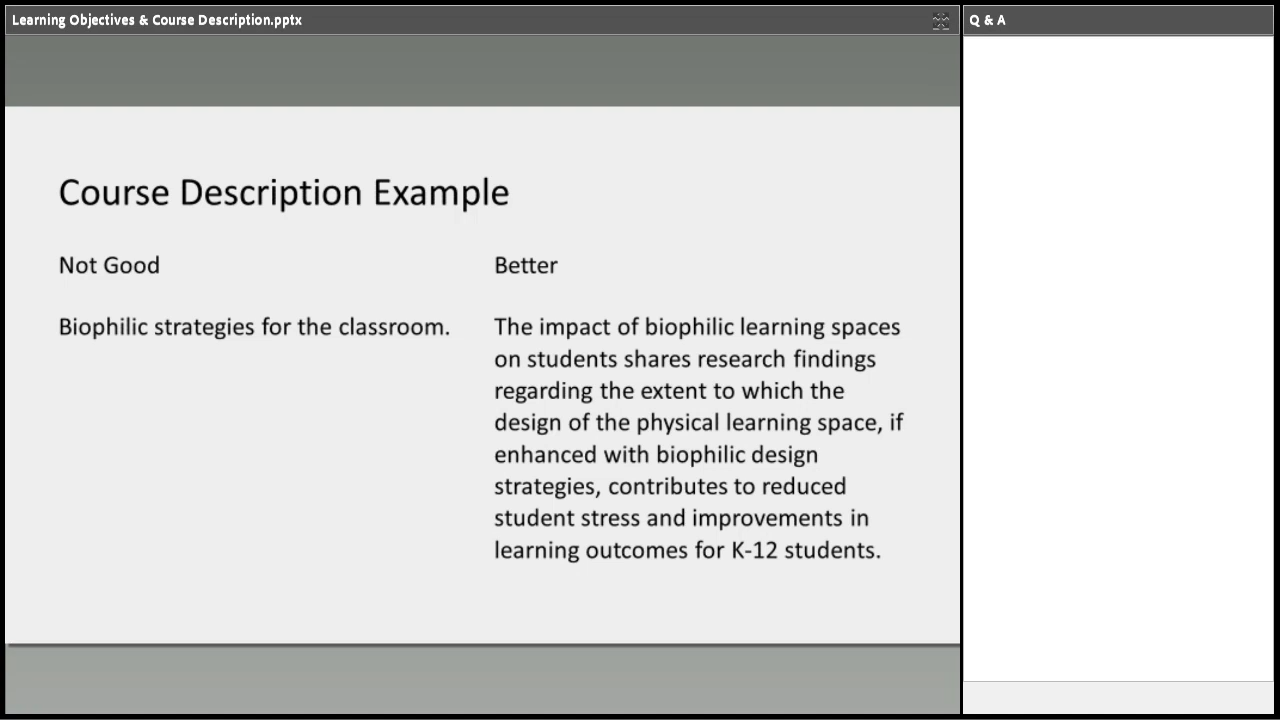 Learning Objectives & Course Description.pptx
Q & A
Course Description Example
Not Good
Biophilic strategies for the classroom.
Better
The impact of biophilic learning spaces
on students shares research findings
regarding the extent to which the
design of the physical learning space, if
enhanced with biophilic design
strategies, contributes to reduced
student stress and improvements in
learning outcomes for K-12 students.